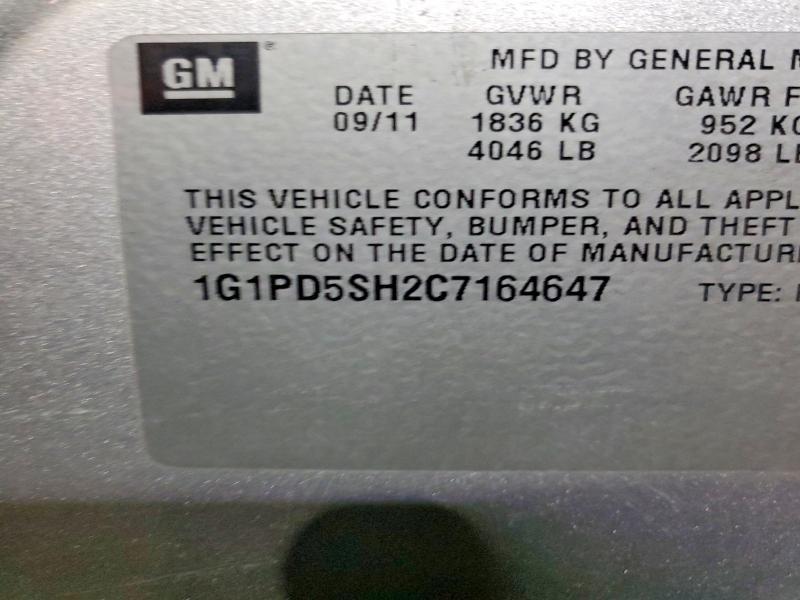 GM®
MFD BY GENERAL
DATE GVWR GAWR
09/11 1836 KG 952
4046 LB 2098
THIS VEHICLE CONFORMS TO ALL
VEHICLE SAFETY, BUMPER, AND THEFT
EFFECT ON THE DATE OF
1G1PD5SH2C7164647 TYPE: